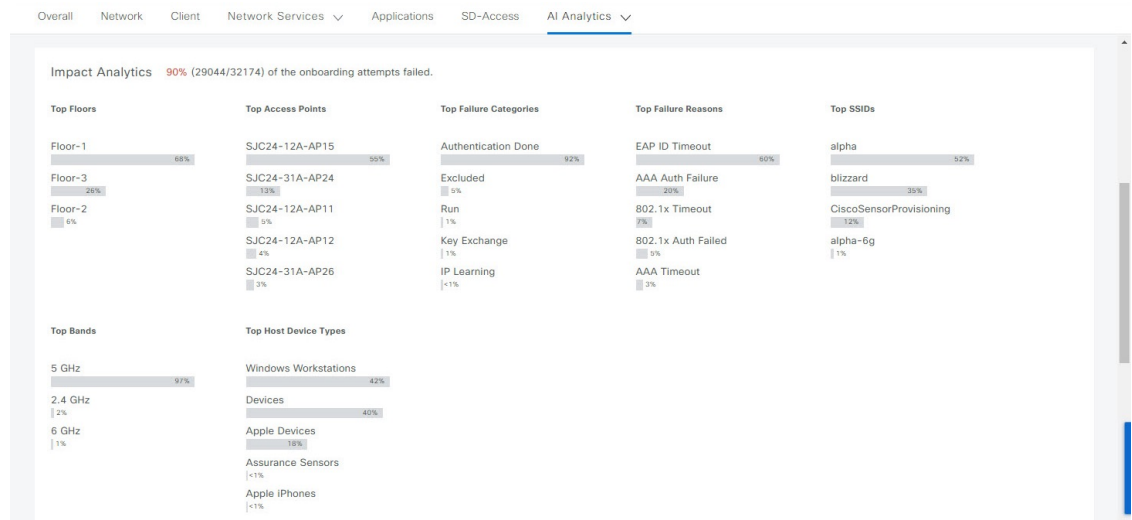 Overall Network Client Network Services Applications SD-Access AI Analytics
Impact Analytics 90% (29044/32174) of the onboarding attempts failed.
Top Floors
Floor-1
68%
Floor-3
26%
Floor-2
6%
Top Access Points
SJC24-12A-AP15
55%
SJC24-31A-AP24
13%
SJC24-12A-AP11
5%
SJC24-12A-AP12
4%
SJC24-31A-AP26
3%
Top Failure Categories
Authentication Done
92%
Excluded
5%
Run
1%
Key Exchange
1%
IP Learning
<1%
Top Failure Reasons
EAP ID Timeout
60%
AAA Auth Failure
20%
802.1x Timeout
7%
802.1x Auth Failed
5%
AAA Timeout
3%
Top SSIDs
alpha
52%
blizzard
35%
CiscoSensorProvisioning
12%
alpha-6g
1%
Top Bands
5 GHz
97%
2.4 GHz
2%
6 GHz
1%
Top Host Device Types
Windows Workstations
42%
Devices
40%
Apple Devices
18%
Assurance Sensors
<1%
Apple iPhones
<1%